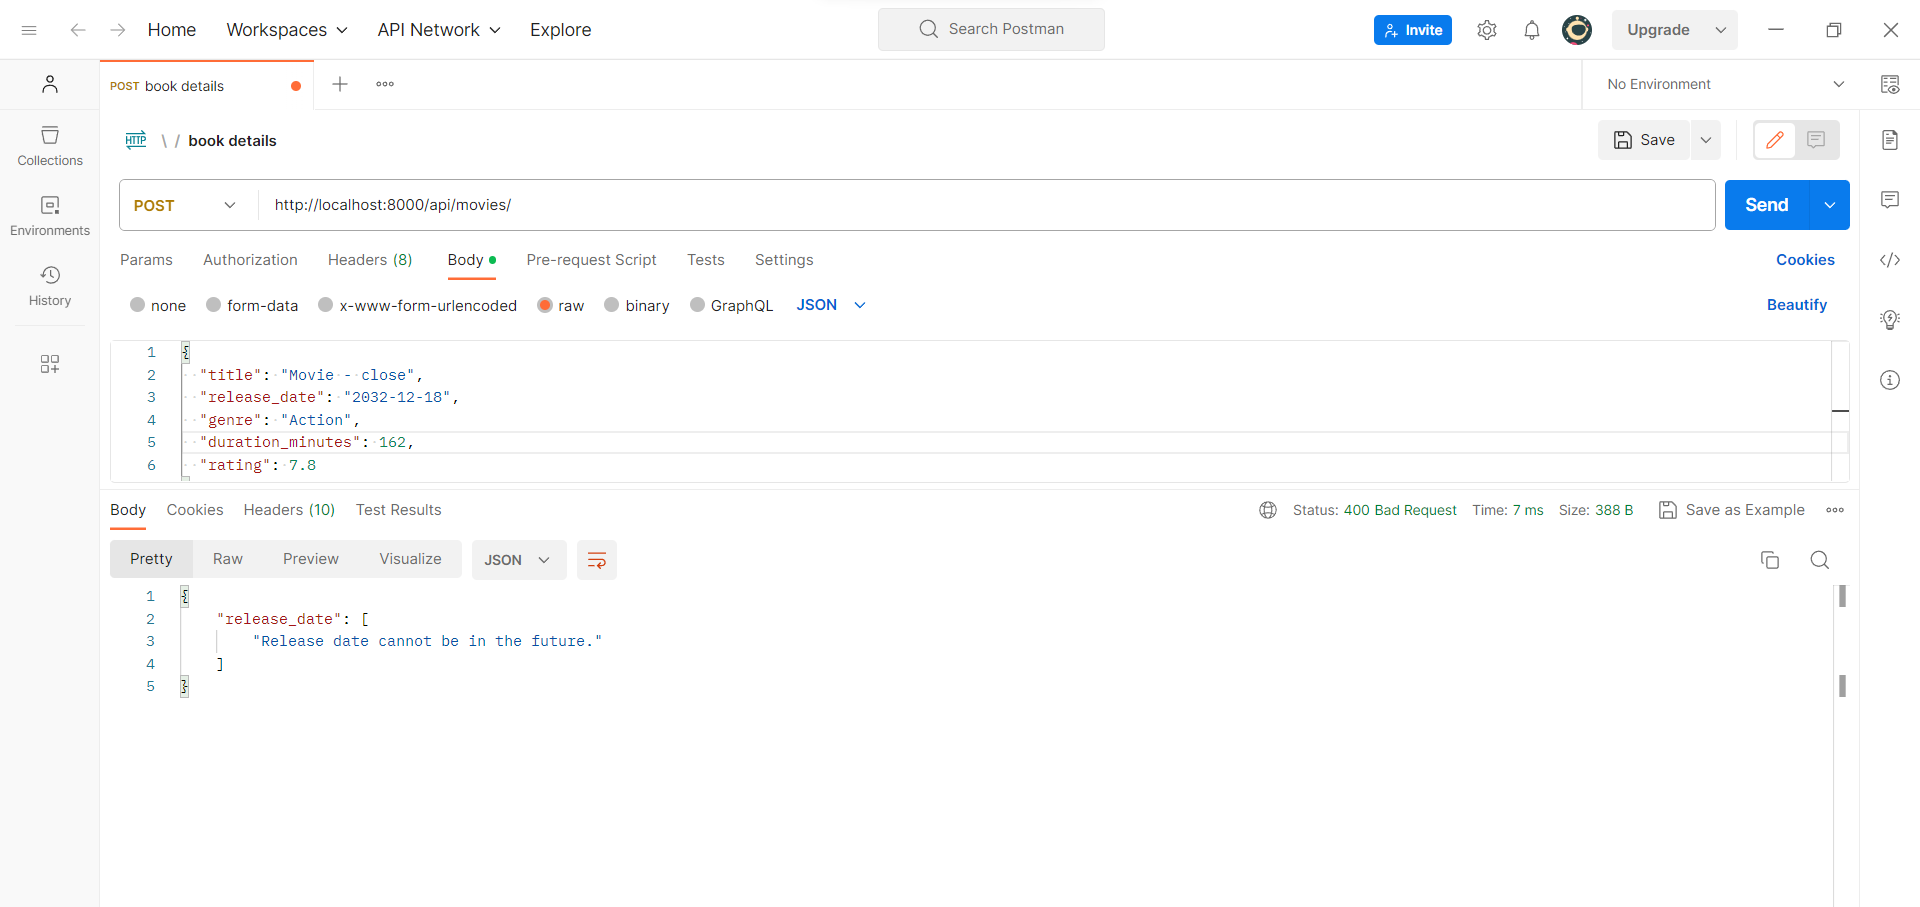 Home Workspaces API Network Explore Search Postman Invite Upgrade
POST book details No Environment
HTTP \ / book details Save
Collections
Environments
History
POST http://localhost:8000/api/movies/ Send
Params Authorization Headers (8) Body Pre-request Script Tests Settings Cookies
none form-data x-www-form-urlencoded raw binary GraphQL JSON Beautify
1 {
2 "title": "Movie - close",
3 "release_date": "2032-12-18",
4 "genre": "Action",
5 "duration_minutes": 162,
6 "rating": 7.8
Body Cookies Headers (10) Test Results Status: 400 Bad Request Time: 7 ms Size: 388 B Save as Example
Pretty Raw Preview Visualize JSON
1 {
2 "release_date": [
3 "Release date cannot be in the future."
4 ]
5 }